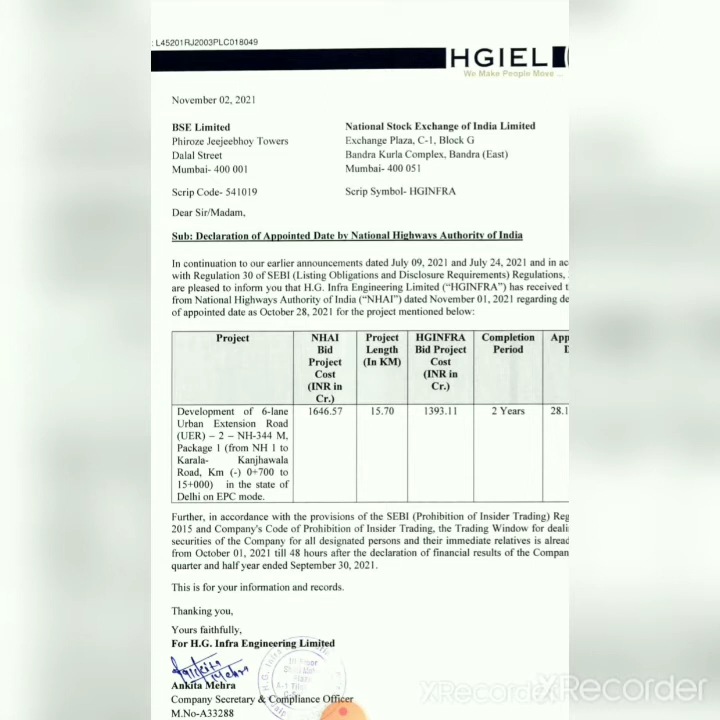 : L45201RJ2003PLC018049
HGIEL
We Make People Move ...
November 02, 2021
BSE Limited
Phiroze Jeejeebhoy Towers
Dalal Street
Mumbai- 400 001
Scrip Code- 541019
National Stock Exchange of India Limited
Exchange Plaza, C-1, Block G
Bandra Kurla Complex, Bandra (East)
Mumbai- 400 051
Scrip Symbol- HGINFRA
Dear Sir/Madam,
Sub: Declaration of Appointed Date by National Highways Authority of India
In continuation to our earlier announcements dated July 09, 2021 and July 24, 2021 and in ac
with Regulation 30 of SEBI (Listing Obligations and Disclosure Requirements) Regulations,
are pleased to inform you that H.G. Infra Engineering Limited ("HGINFRA") has received t
from National Highways Authority of India ("NHAI") dated November 01, 2021 regarding de
of appointed date as October 28, 2021 for the project mentioned below:
Project
NHAI
Bid
Project
Cost
(INR in
Cr.)
Project
Length
(In KM)
HGINFRA
Bid Project
Cost
(INR in
Cr.)
Completion
Period
App
D
Development of 6-lane
Urban Extension Road
(UER) – 2 – NH-344 M,
Package 1 (from NH 1 to
Karala- Kanjhawala
Road, Km (-) 0+700 to
15+000) in the state of
Delhi on EPC mode.
1646.57
15.70
1393.11
2 Years
28.1
Further, in accordance with the provisions of the SEBI (Prohibition of Insider Trading) Reg
2015 and Company's Code of Prohibition of Insider Trading, the Trading Window for deali
securities of the Company for all designated persons and their immediate relatives is alread
from October 01, 2021 till 48 hours after the declaration of financial results of the Compan
quarter and half year ended September 30, 2021.
This is for your information and records.
Thanking you,
Yours faithfully,
For H.G. Infra Engineering Limited
Ankita Mehra
Ankita Mehra
Company Secretary & Compliance Officer
M.No-A33288
XRecorder
XRecorder